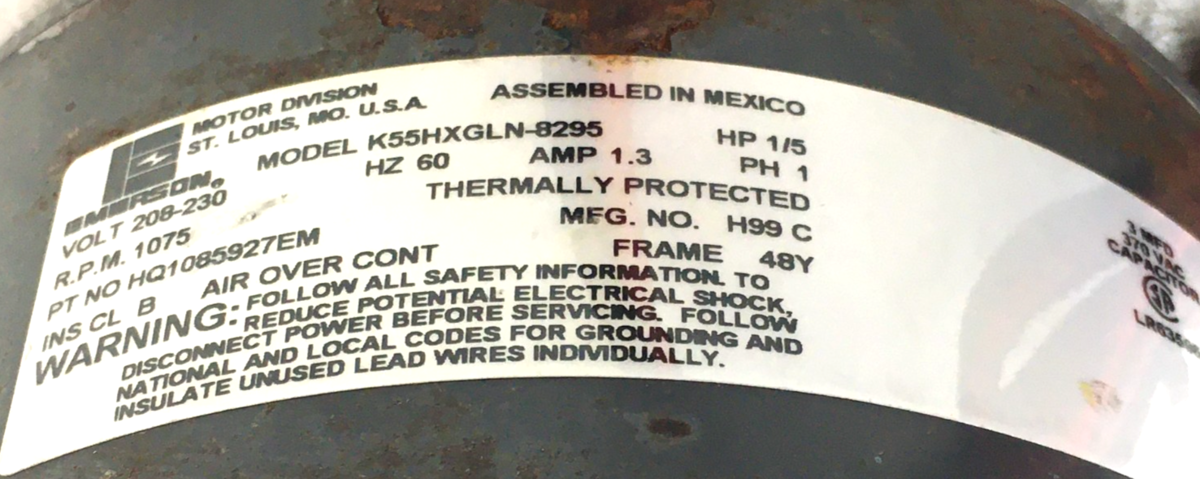 MOTOR DIVISION
ST. LOUIS, MO. U.S.A.
ASSEMBLED IN MEXICO
EMERSON®
MODEL K55HXGLN-8295 HP 1/5
VOLT 208-230 HZ 60 AMP 1.3 PH 1
R.P.M. 1075 THERMALLY PROTECTED
PT NO HQ1085927EM MFG. NO. H99 C
INS CL B AIR OVER CONT FRAME 48Y
WARNING: FOLLOW ALL SAFETY INFORMATION. TO
REDUCE POTENTIAL ELECTRICAL SHOCK,
DISCONNECT POWER BEFORE SERVICING. FOLLOW
NATIONAL AND LOCAL CODES FOR GROUNDING AND
INSULATE UNUSED LEAD WIRES INDIVIDUALLY.
3 MFD
370 VAC
CAPACITOR